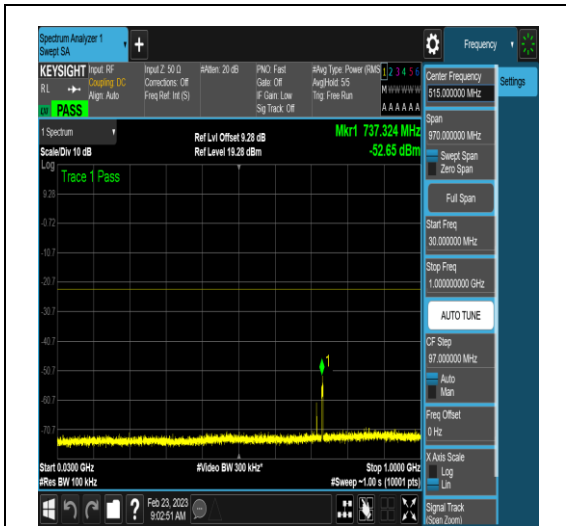 Spectrum Analyzer 1
Swept SA
Frequency
KEYSIGHT
RL
Input: RF
Coupling: DC
Align: Auto
Input Z: 50 Ω
Corrections: Off
Freq Ref: Int (S)
#Atten: 20 dB
PNO: Fast
Gate: Off
IF Gain: Low
Sig Track: Off
#Avg Type: Power (RMS
Avg|Hold: 5/5
Trig: Free Run
1 2 3 4 5 6
M W W W W W
A A A A A A
PASS
1 Spectrum
Scale/Div 10 dB
Ref Lvl Offset 9.28 dB
Ref Level 19.28 dBm
Mkr1 737.324 MHz
-52.65 dBm
Log
Trace 1 Pass
9.28
-0.72
-10.7
-20.7
-30.7
-40.7
-50.7
-60.7
-70.7
1
Start 0.0300 GHz
#Res BW 100 kHz
#Video BW 300 kHz*
Stop 1.0000 GHz
#Sweep ~1.00 s (10001 pts)
Feb 23, 2023
9:02:51 AM
Center Frequency
515.000000 MHz
Settings
Span
970.000000 MHz
Swept Span
Zero Span
Full Span
Start Freq
30.000000 MHz
Stop Freq
1.000000000 GHz
AUTO TUNE
CF Step
97.000000 MHz
Auto
Man
Freq Offset
0 Hz
X Axis Scale
Log
Lin
Signal Track
(Span Zoom)